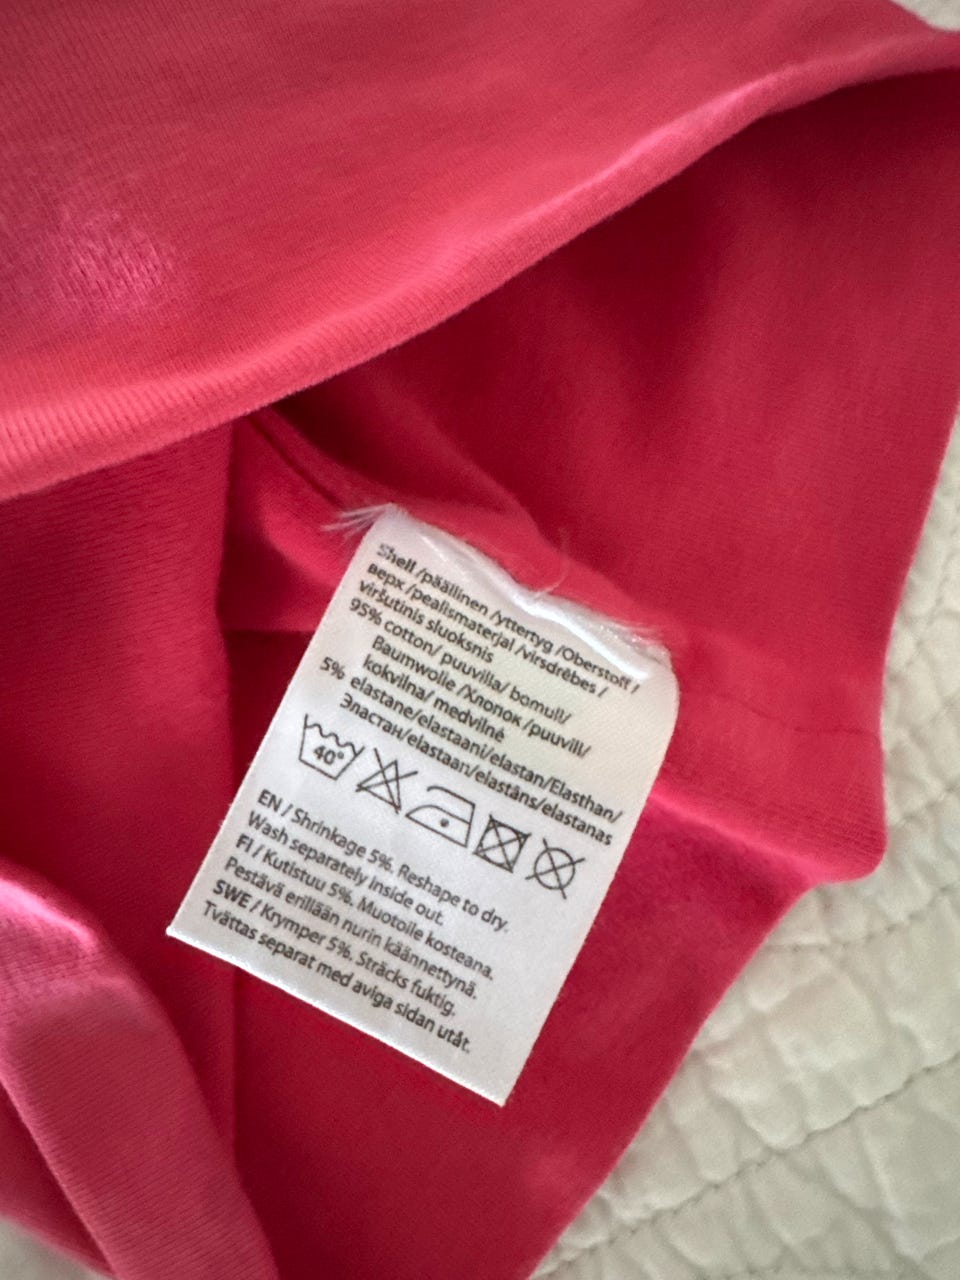 Shell /päällinen /yttertyg /Oberstoff /
верх /pealismaterjal /virsdrēbes /
viršutinis sluoksnis
95% cotton/ puuvilla/ bomull/
Baumwolle /Хлопок /puuvill/
kokvilna/ medvilnė
5% elastane/elastaani/elastan/Elasthan/
Эластан/elastaan/elastāns/elastanas
40°
EN / Shrinkage 5%. Reshape to dry.
Wash separately inside out.
FI / Kutistuu 5%. Muotoile kosteana.
Pestävä erillään nurin käännettynä.
SWE / Krymper 5%. Sträcks fuktig.
Tvättas separat med aviga sidan utåt.